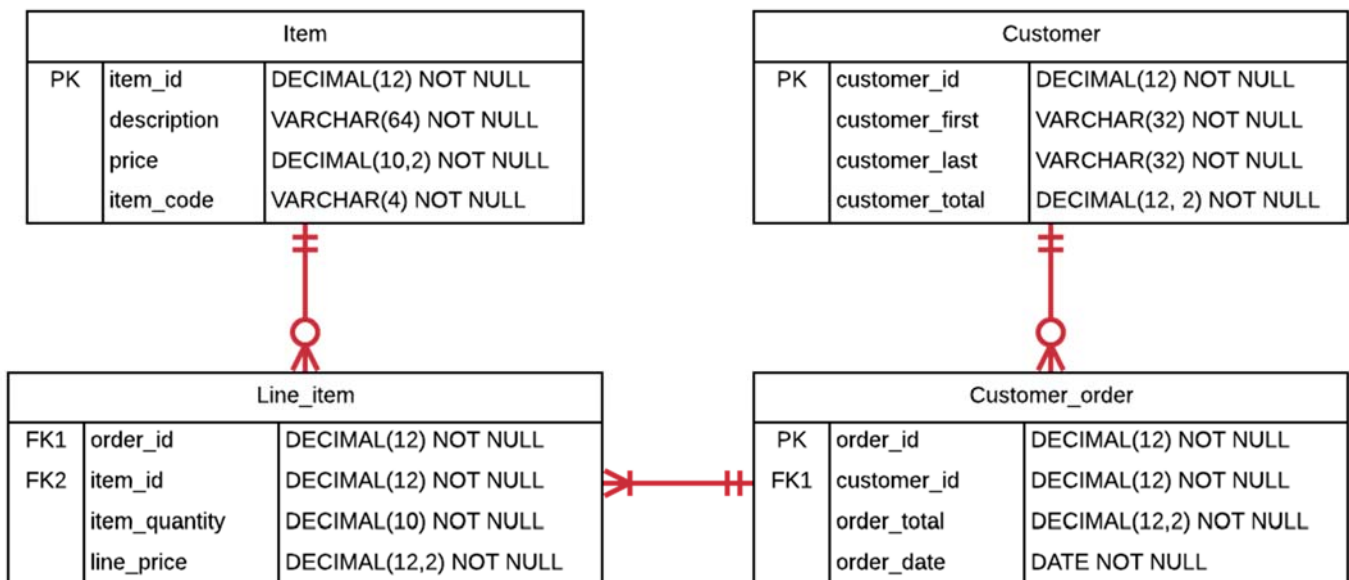 Item
PK item_id DECIMAL(12) NOT NULL
description VARCHAR(64) NOT NULL
price DECIMAL(10,2) NOT NULL
item_code VARCHAR(4) NOT NULL
Customer
PK customer_id DECIMAL(12) NOT NULL
customer_first VARCHAR(32) NOT NULL
customer_last VARCHAR(32) NOT NULL
customer_total DECIMAL(12, 2) NOT NULL
Line_item
FK1 order_id DECIMAL(12) NOT NULL
FK2 item_id DECIMAL(12) NOT NULL
item_quantity DECIMAL(10) NOT NULL
line_price DECIMAL(12,2) NOT NULL
Customer_order
PK order_id DECIMAL(12) NOT NULL
FK1 customer_id DECIMAL(12) NOT NULL
order_total DECIMAL(12,2) NOT NULL
order_date DATE NOT NULL